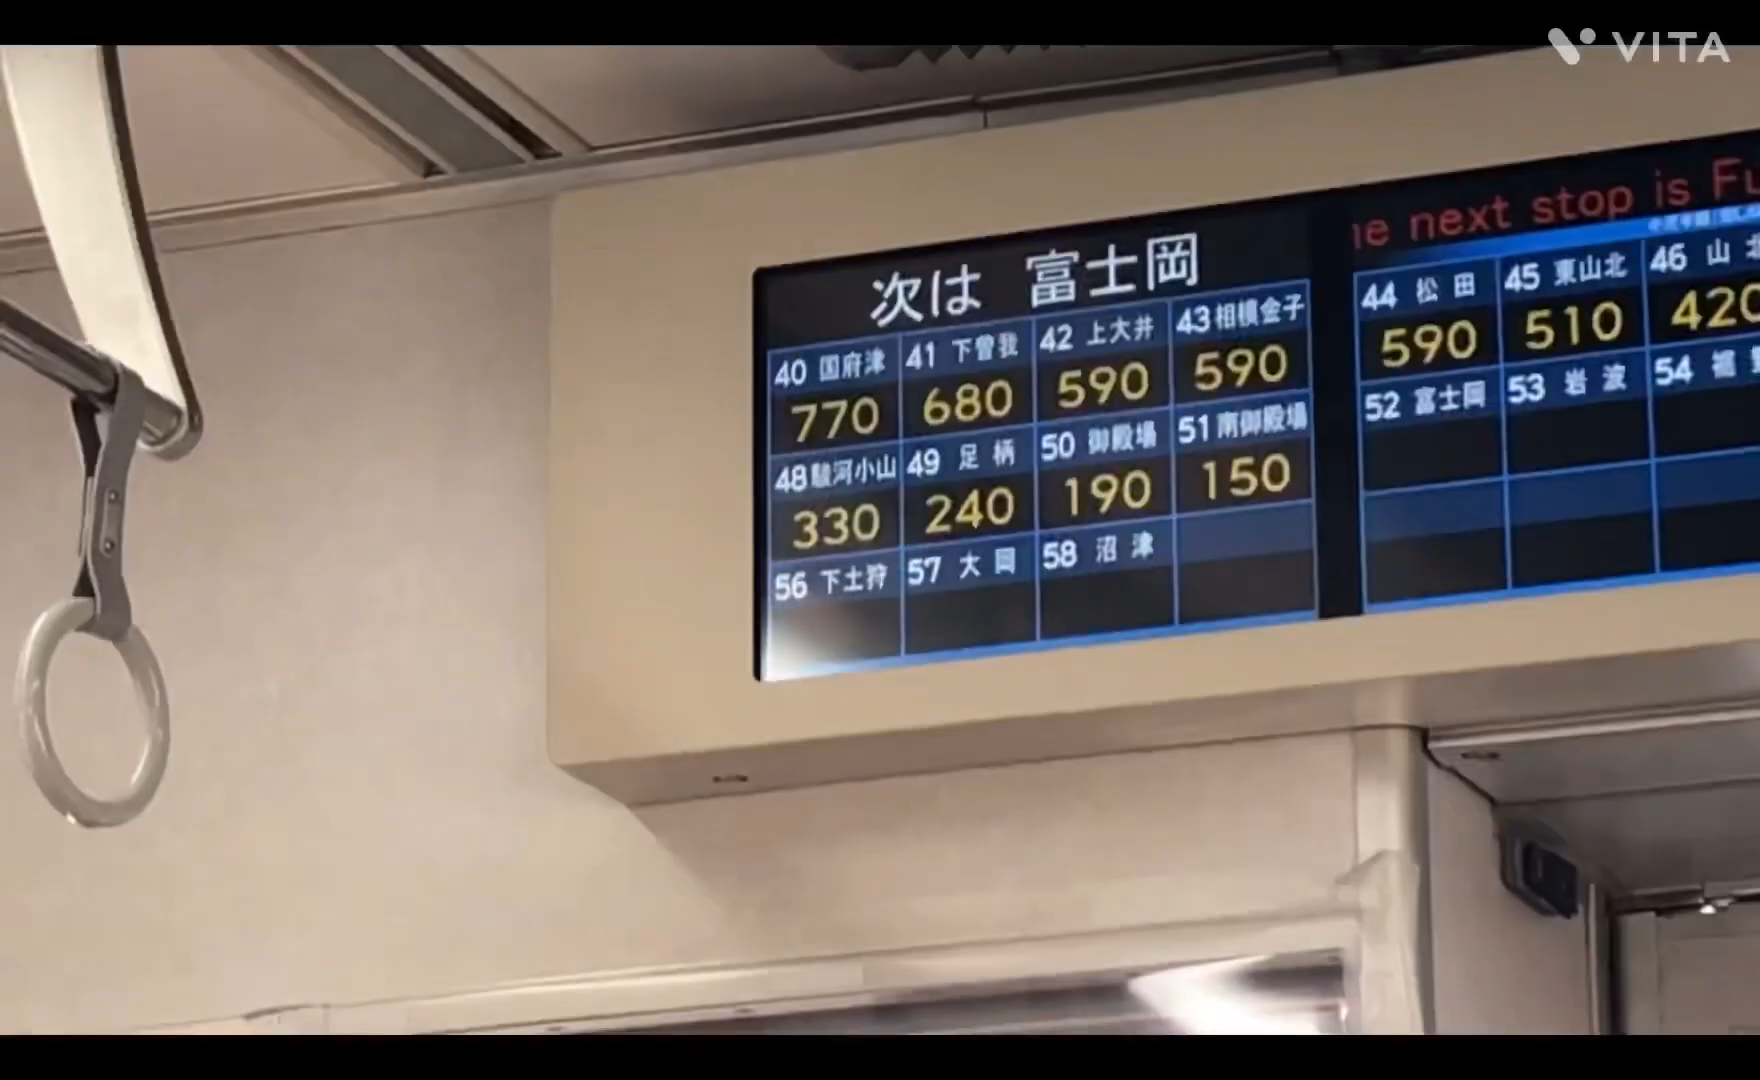 VITA
次は 富士岡
40 国府津 41 下曽我 42 上大井 43 相模金子
770 680 590 590
48 駿河小山 49 足柄 50 御殿場 51 南御殿場
330 240 190 150
56 下土狩 57 大岡 58 沼津
next stop is
44 松田 45 東山北 46 山
590 510 420
52 富士岡 53 岩波 54